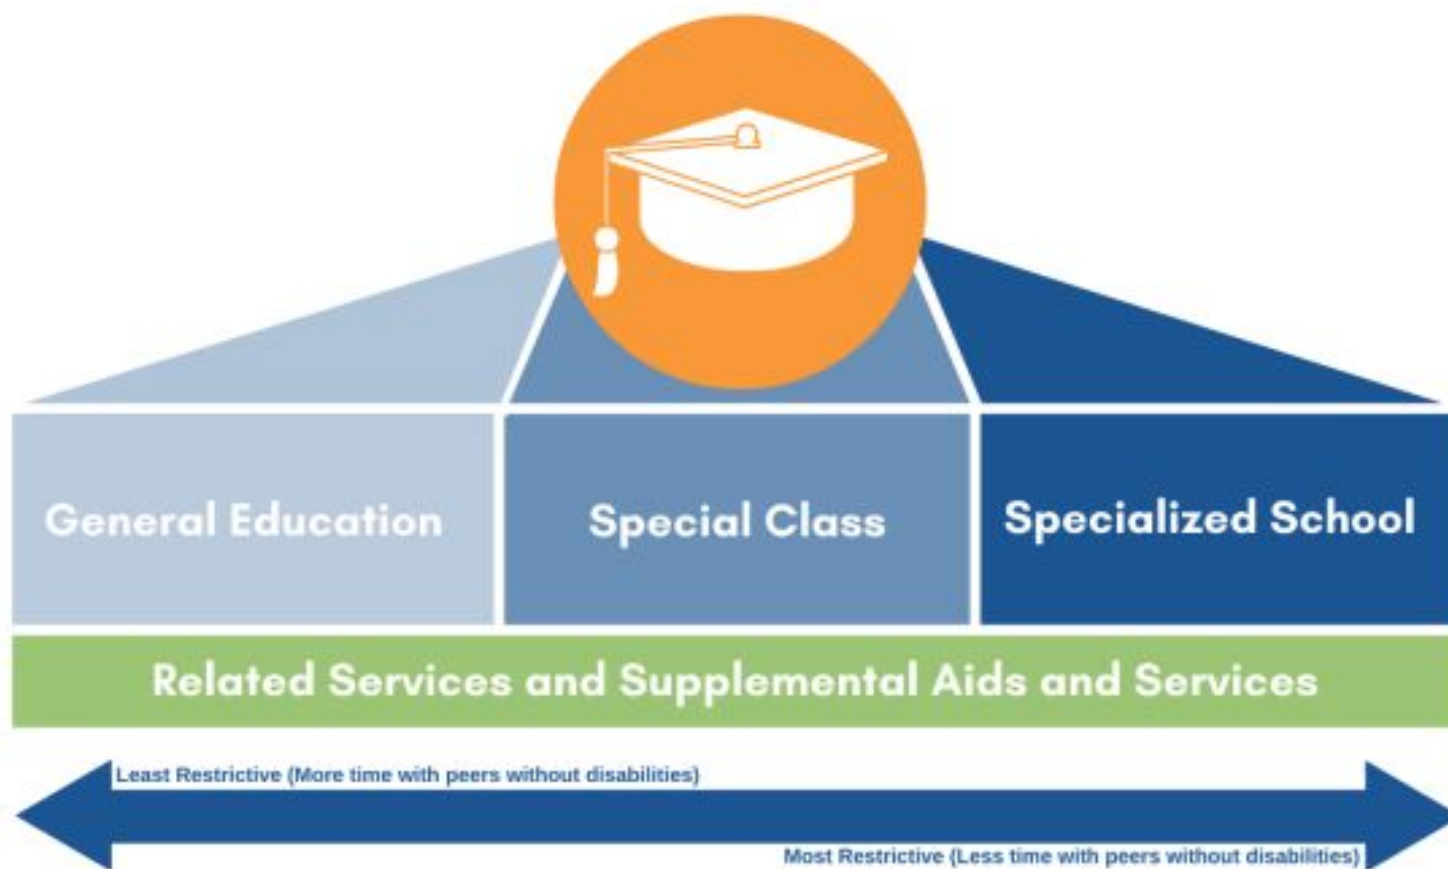 General Education
Special Class
Specialized School
Related Services and Supplemental Aids and Services
Least Restrictive (More time with peers without disabilities)
Most Restrictive (Less time with peers without disabilities)